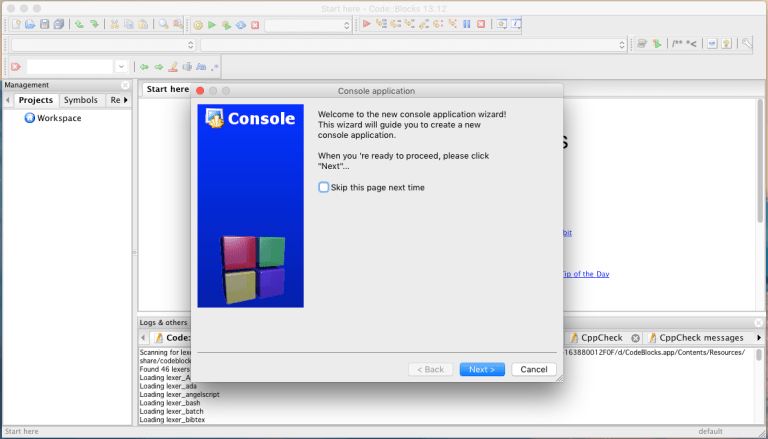 Start here - Code::Blocks 13.12
/** *<
Aa .*
Management
Projects Symbols Re
Workspace
Start here
Console application
Console
Welcome to the new console application wizard!
This wizard will guide you to create a new
console application.
When you 're ready to proceed, please click
"Next"...
Skip this page next time
s
bit
Tip of the Day
< Back Next > Cancel
Logs & others
Code: CppCheck CppCheck messages
Scanning for lexe 163880012F0F/d/CodeBlocks.app/Contents/Resources/
share/codeblock
Found 46 lexers
Loading lexer_A
Loading lexer_ada
Loading lexer_angelscript
Loading lexer_bash
Loading lexer_batch
Loading lexer_bibtex
Start here default